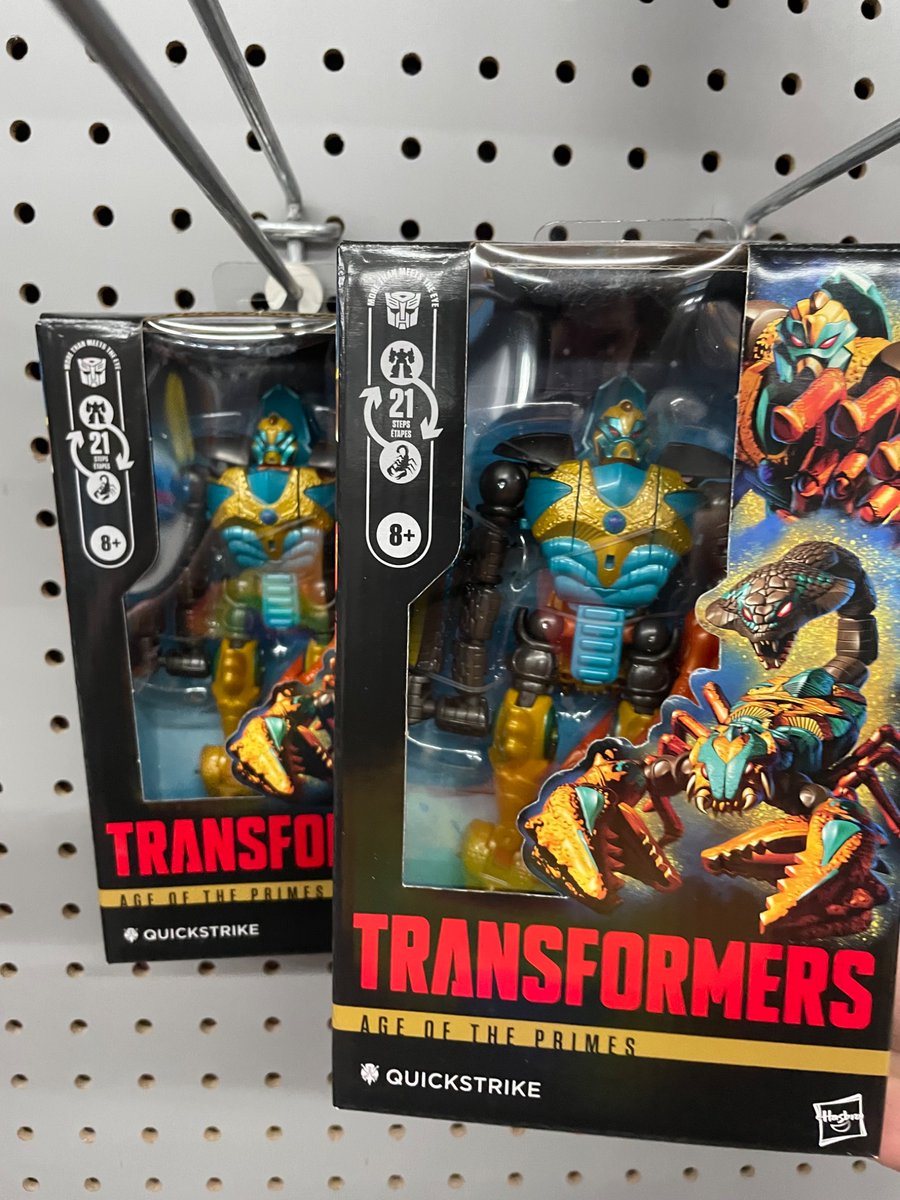 MORE THAN MEETS THE EYE
21
STEPS
ÉTAPES
8+
TRANSFOR
AGE OF THE PRIMES
QUICKSTRIKE
MORE THAN MEETS THE EYE
21
STEPS
ÉTAPES
8+
TRANSFORMERS
AGE OF THE PRIMES
QUICKSTRIKE
Hasbro